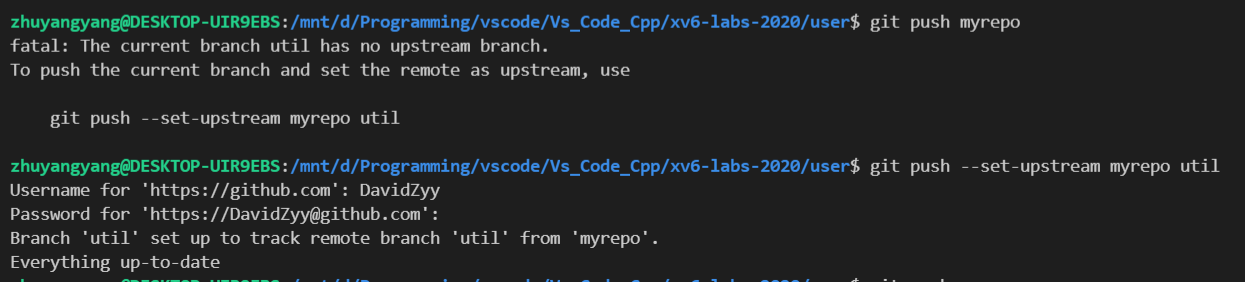 zhuyangyang@DESKTOP-UIR9EBS:/mnt/d/Programming/vscode/Vs_Code_Cpp/xv6-labs-2020/user$ git push myrepo
fatal: The current branch util has no upstream branch.
To push the current branch and set the remote as upstream, use
    git push --set-upstream myrepo util
zhuyangyang@DESKTOP-UIR9EBS:/mnt/d/Programming/vscode/Vs_Code_Cpp/xv6-labs-2020/user$ git push --set-upstream myrepo util
Username for 'https://github.com': DavidZyy
Password for 'https://DavidZyy@github.com':
Branch 'util' set up to track remote branch 'util' from 'myrepo'.
Everything up-to-date